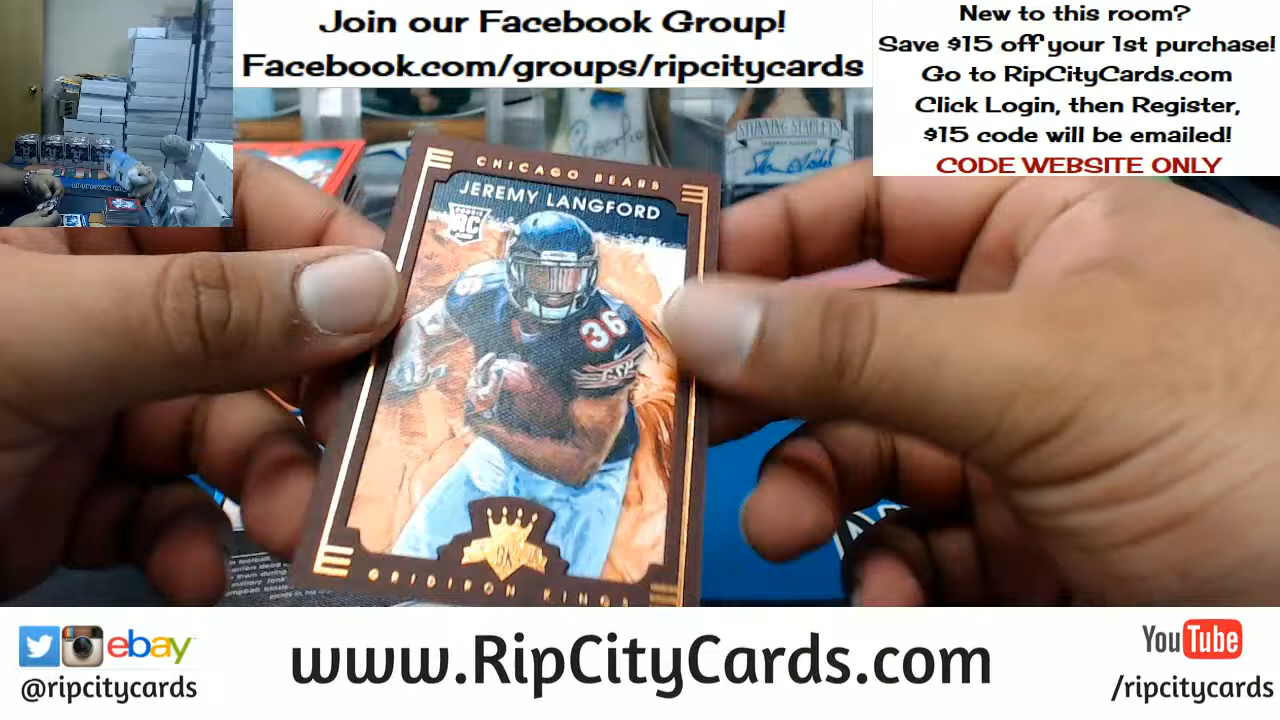 Join our Facebook Group!
Facebook.com/groups/ripcitycards
New to this room?
Save $15 off your 1st purchase!
Go to RipCityCards.com
Click Login, then Register,
$15 code will be emailed!
CODE WEBSITE ONLY
STUNNING STARLETS
CHICAGO BEARS
JEREMY LANGFORD
RC
36
DK
GRIDIRON KINGS
ebay
@ripcitycards
www.RipCityCards.com
YouTube
/ripcitycards